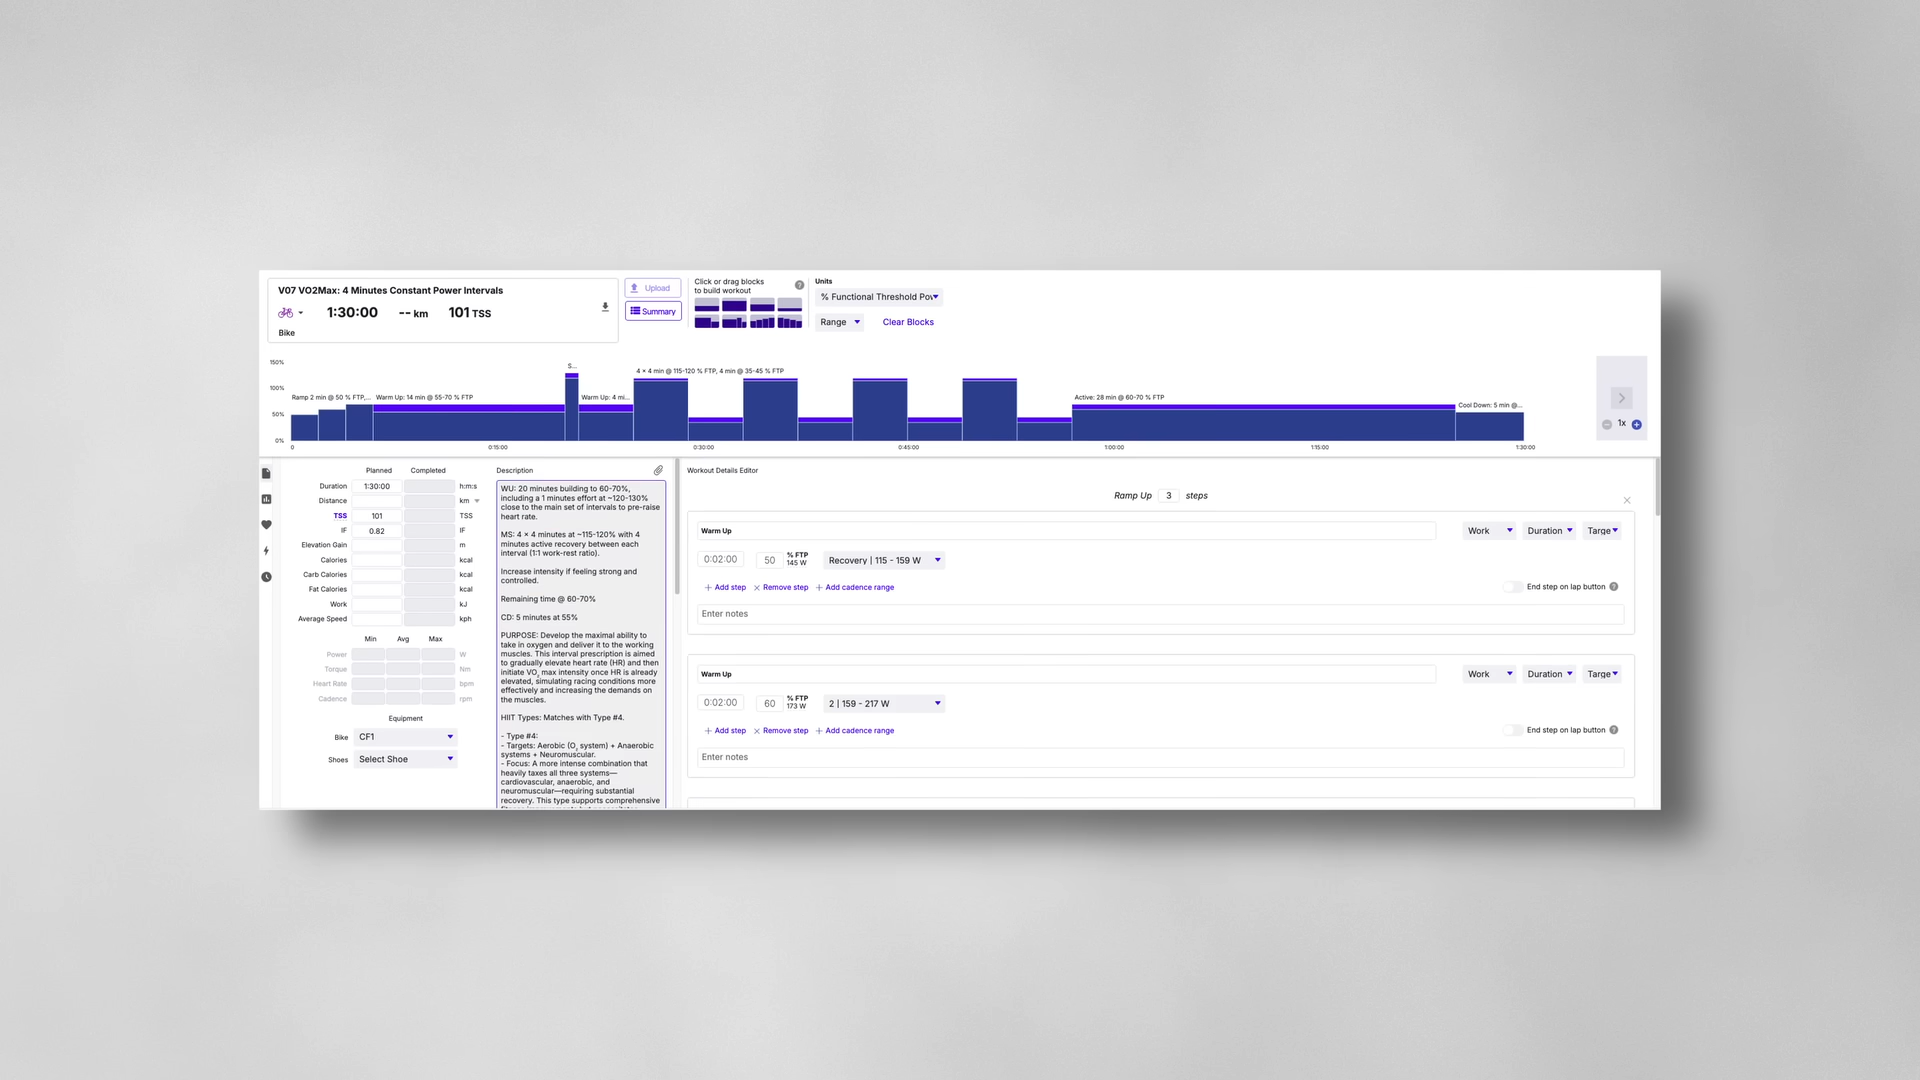 V07 VO2Max: 4 Minutes Constant Power Intervals
1:30:00 -- km 101 TSS
Bike
Upload
Summary
Click or drag blocks
to build workout
?
Units
% Functional Threshold Pow
Range
Clear Blocks
150%
100%
50%
0%
Ramp 2 min @ 50 % FTP,...
Warm Up: 14 min @ 55-70 % FTP
S...
Warm Up: 4 mi...
4 × 4 min @ 115-120 % FTP, 4 min @ 35-45 % FTP
Active: 28 min @ 60-70 % FTP
Cool Down: 5 min @...
0 0:15:00 0:30:00 0:45:00 1:00:00 1:15:00 1:30:00
1x
Planned Completed
Duration 1:30:00 h:m:s
Distance km
TSS 101 TSS
IF 0.82 IF
Elevation Gain m
Calories kcal
Carb Calories kcal
Fat Calories kcal
Work kJ
Average Speed kph
Min Avg Max
Power W
Torque Nm
Heart Rate bpm
Cadence rpm
Equipment
Bike CF1
Shoes Select Shoe
Description
WU: 20 minutes building to 60-70%,
including a 1 minutes effort at ~120-130%
close to the main set of intervals to pre-raise
heart rate.
MS: 4 × 4 minutes at ~115-120% with 4
minutes active recovery between each
interval (1:1 work-rest ratio).
Increase intensity if feeling strong and
controlled.
Remaining time @ 60-70%
CD: 5 minutes at 55%
PURPOSE: Develop the maximal ability to
take in oxygen and deliver it to the working
muscles. This interval prescription is aimed
to gradually elevate heart rate (HR) and then
initiate VO₂ max intensity once HR is already
elevated, simulating racing conditions more
effectively and increasing the demands on
the muscles.
HIIT Types: Matches with Type #4.
- Type #4:
- Targets: Aerobic (O₂ system) + Anaerobic
systems + Neuromuscular.
- Focus: A more intense combination that
heavily taxes all three systems—
cardiovascular, anaerobic, and
neuromuscular—requiring substantial
recovery. This type supports comprehensive
Workout Details Editor
Ramp Up 3 steps
Warm Up
Work Duration Targe
0:02:00 50 % FTP 145 W Recovery | 115 - 159 W
Add step Remove step Add cadence range
End step on lap button ?
Enter notes
Warm Up
Work Duration Targe
0:02:00 60 % FTP 173 W 2 | 159 - 217 W
Add step Remove step Add cadence range
End step on lap button ?
Enter notes